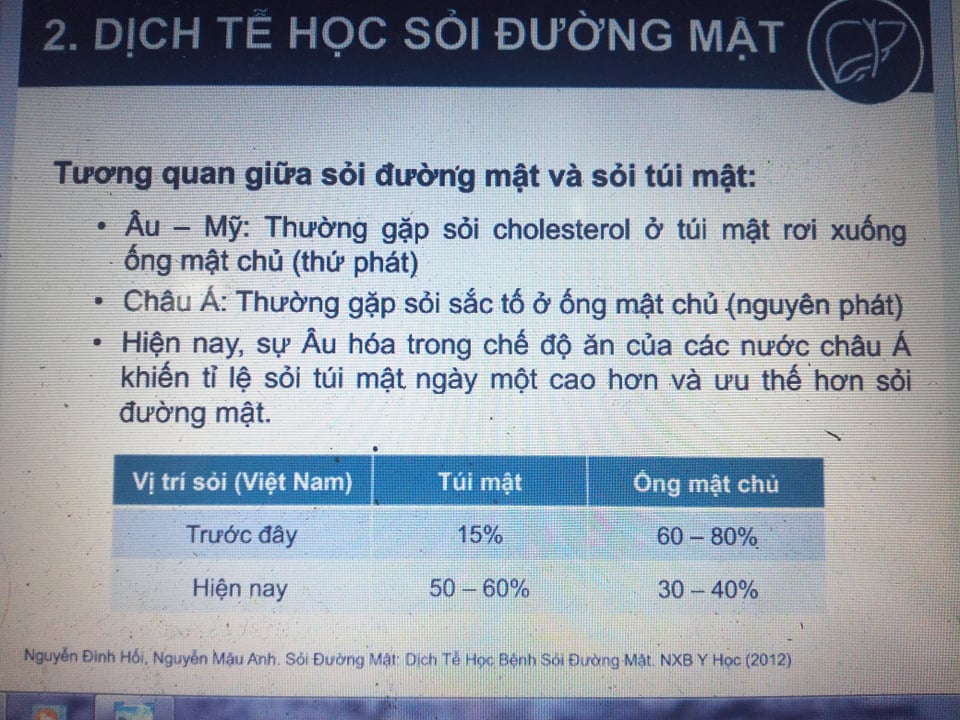 2. DỊCH TỄ HỌC SỎI ĐƯỜNG MẬT
Tương quan giữa sỏi đường mật và sỏi túi mật:
• Âu – Mỹ: Thường gặp sỏi cholesterol ở túi mật rơi xuống
ống mật chủ (thứ phát)
• Châu Á: Thường gặp sỏi sắc tố ở ống mật chủ (nguyên phát)
• Hiện nay, sự Âu hóa trong chế độ ăn của các nước châu Á
khiến tỉ lệ sỏi túi mật ngày một cao hơn và ưu thế hơn sỏi
đường mật.
Vị trí sỏi (Việt Nam) Túi mật Ống mật chủ
Trước đây 15% 60 – 80%
Hiện nay 50 – 60% 30 – 40%
Nguyễn Đình Hối, Nguyễn Mậu Anh. Sỏi Đường Mật: Dịch Tễ Học Bệnh Sỏi Đường Mật. NXB Y Học (2012)